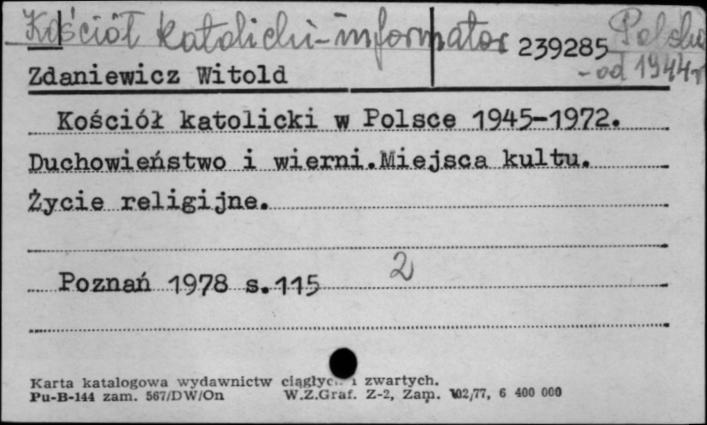 Kościół katolicki-informator 239285 Polska
-od 1944r
Zdaniewicz Witold
Kościół katolicki w Polsce 1945-1972.
Duchowieństwo i wierni.Miejsca kultu.
Życie religijne.
Poznań 1978 s.115 2
Karta katalogowa wydawnictw ciągłych i zwartych.
Pu-B-144 zam. 567/DW/On W.Z.Graf. Z-2, Zam. 102/77, 6 400 000